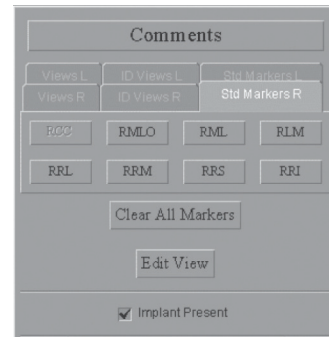 Comments
Views L ID Views L Std Markers L
Views R ID Views R Std Markers R
RCC RMLO RML RLM
RRL RRM RRS RRI
Clear All Markers
Edit View
Implant Present